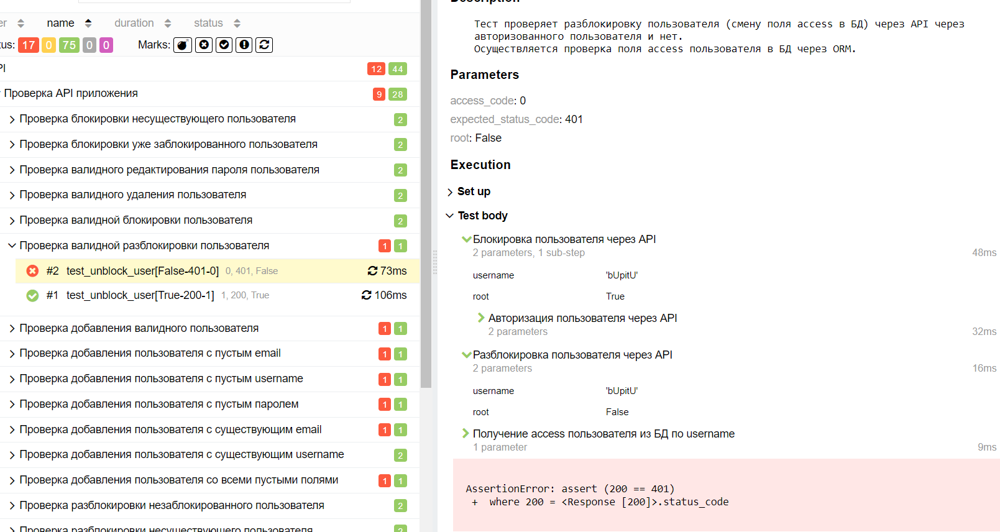 er name duration status
tus: 17 0 75 0 0 Marks:
PI 12 44
Проверка API приложения 9 28
Проверка блокировки несуществующего пользователя 2
Проверка блокировки уже заблокированного пользователя 2
Проверка валидного редактирования пароля пользователя 2
Проверка валидного удаления пользователя 2
Проверка валидной блокировки пользователя 2
Проверка валидной разблокировки пользователя 1 1
#2 test_unblock_user[False-401-0] 0, 401, False 73ms
#1 test_unblock_user[True-200-1] 1, 200, True 106ms
Проверка добавления валидного пользователя 1 1
Проверка добавления пользователя с пустым email 1 1
Проверка добавления пользователя с пустым username 1 1
Проверка добавления пользователя с пустым паролем 1 1
Проверка добавления пользователя с существующим email 1 1
Проверка добавления пользователя с существующим username 2
Проверка добавления пользователя со всеми пустыми полями 1 1
Проверка разблокировки незаблокированного пользователя 2
Проверка разблокировки несуществующего пользователя 2
Description
Тест проверяет разблокировку пользователя (смену поля access в БД) через API через
авторизованного пользователя и нет.
Осуществляется проверка поля access пользователя в БД через ORM.
Parameters
access_code: 0
expected_status_code: 401
root: False
Execution
Set up
Test body
Блокировка пользователя через API
2 parameters, 1 sub-step 48ms
username 'bUpitU'
root True
Авторизация пользователя через API
2 parameters 32ms
Разблокировка пользователя через API
2 parameters 16ms
username 'bUpitU'
root False
Получение access пользователя из БД по username
1 parameter 9ms
AssertionError: assert (200 == 401)
+ where 200 = <Response [200]>.status_code